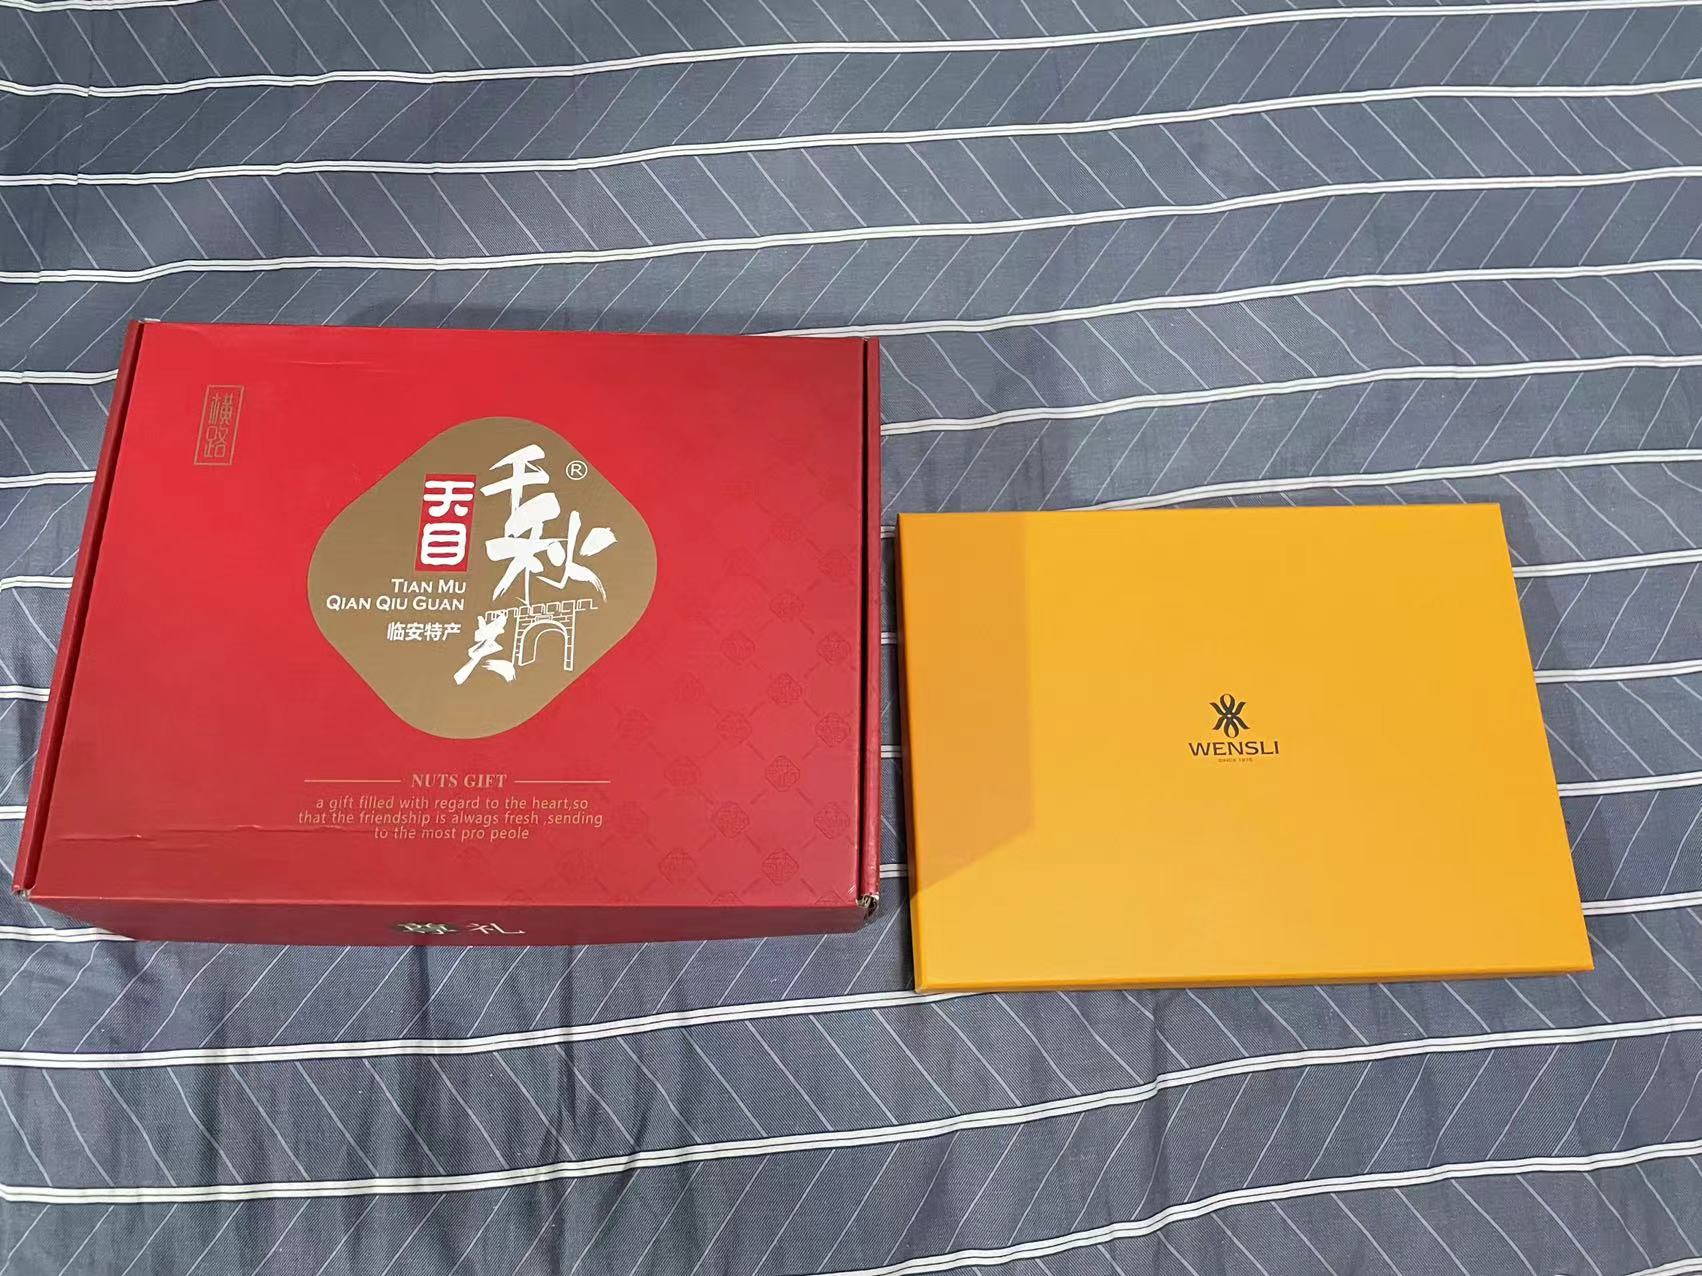 横路
天目
千秋关
®
TIAN MU
QIAN QIU GUAN
临安特产
NUTS GIFT
a gift filled with regard to the heart,so
that the friendship is alwags fresh ,sending
to the most pro peole
礼
WENSLI
SINCE 1975